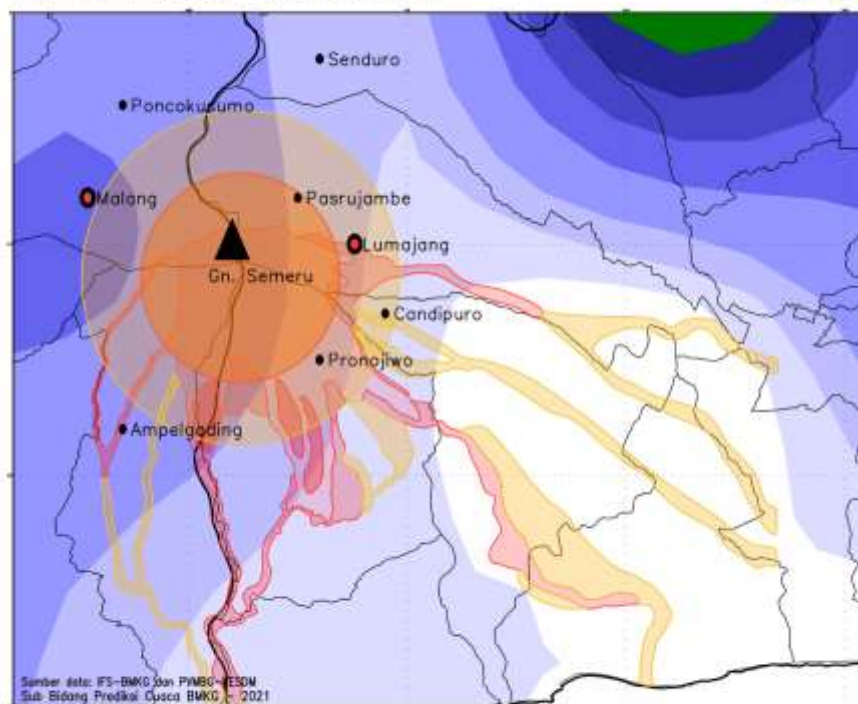 Senduro
Poncokusumo
Malang
Pasrujambe
Lumajang
Gn. Semeru
Candipuro
Pronojiwo
Ampelgading
Sumber data: IFS-BMKG dan PVMBG-KESDM
Sub Bidang Prediksi Cuaca BMKG - 2021